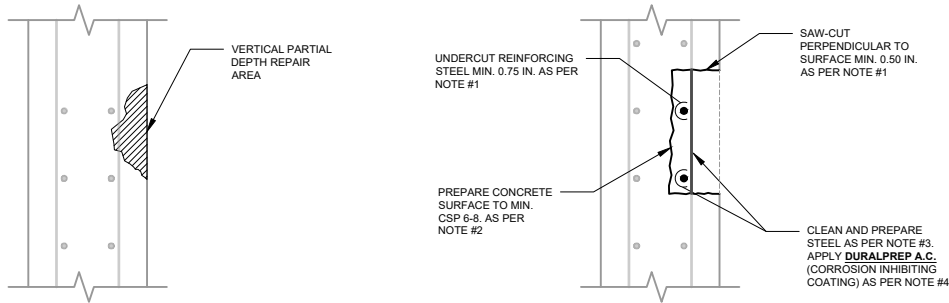 VERTICAL PARTIAL
DEPTH REPAIR
AREA
UNDERCUT REINFORCING
STEEL MIN. 0.75 IN. AS PER
NOTE #1
SAW-CUT
PERPENDICULAR TO
SURFACE MIN. 0.50 IN.
AS PER NOTE #1
PREPARE CONCRETE
SURFACE TO MIN.
CSP 6-8. AS PER
NOTE #2
CLEAN AND PREPARE
STEEL AS PER NOTE #3.
APPLY DURALPREP A.C.
(CORROSION INHIBITING
COATING) AS PER NOTE #4